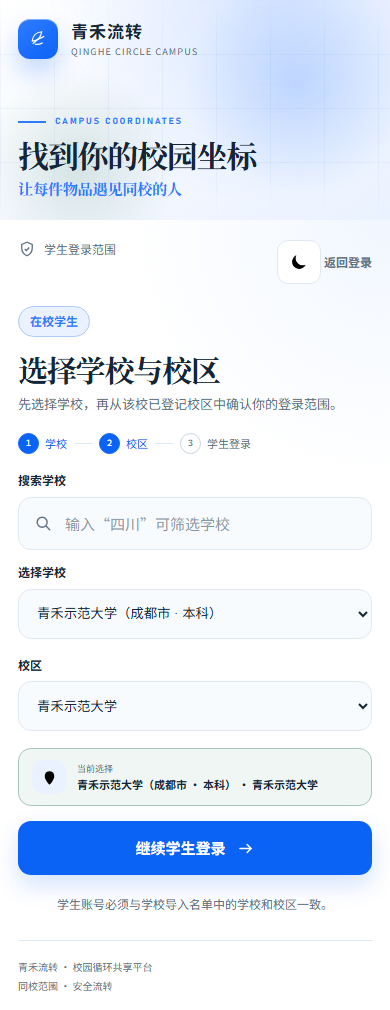 青禾流转
QINGHE CIRCLE CAMPUS
CAMPUS COORDINATES
找到你的校园坐标
让每件物品遇见同校的人
学生登录范围
返回登录
在校学生
选择学校与校区
先选择学校，再从该校已登记校区中确认你的登录范围。
1 学校 2 校区 3 学生登录
搜索学校
输入“四川”可筛选学校
选择学校
青禾示范大学（成都市 · 本科）
校区
青禾示范大学
当前选择
青禾示范大学（成都市 · 本科） · 青禾示范大学
继续学生登录 →
学生账号必须与学校导入名单中的学校和校区一致。
青禾流转 · 校园循环共享平台
同校范围 · 安全流转